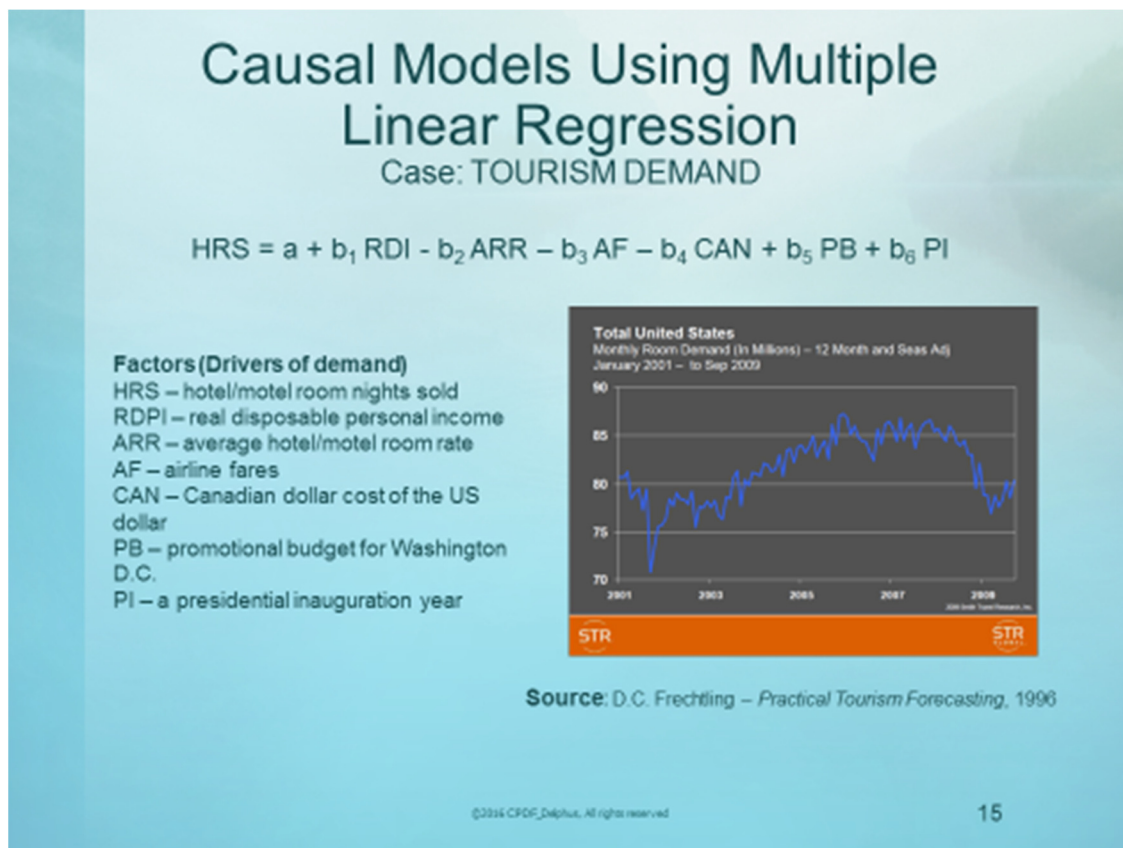 Causal Models Using Multiple
Linear Regression
Case: TOURISM DEMAND
HRS = a + b₁ RDI - b₂ ARR – b₃ AF – b₄ CAN + b₅ PB + b₆ PI
Factors (Drivers of demand)
HRS – hotel/motel room nights sold
RDPI – real disposable personal income
ARR – average hotel/motel room rate
AF – airline fares
CAN – Canadian dollar cost of the US
dollar
PB – promotional budget for Washington
D.C.
PI – a presidential inauguration year
Total United States
Monthly Room Demand (In Millions) – 12 Month and Seas Adj
January 2001 – to Sep 2009
90
85
80
75
70
2001 2003 2005 2007 2009
STR
STR
GLOBAL
Source: D.C. Frechtling – Practical Tourism Forecasting, 1996
©2016 CPDF_Delphus, All rights reserved
15